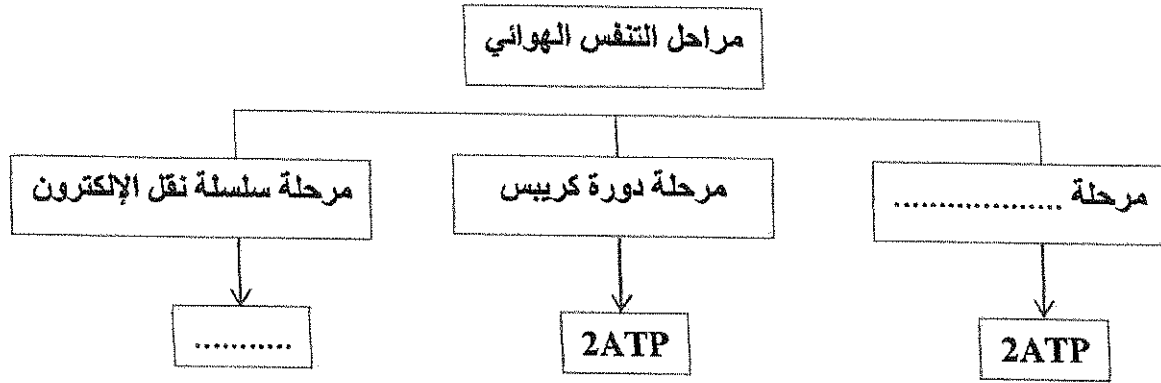 مراحل التنفس الهوائي
مرحلة ...................
مرحلة دورة كريبس
مرحلة سلسلة نقل الإلكترون
2ATP
2ATP
...........